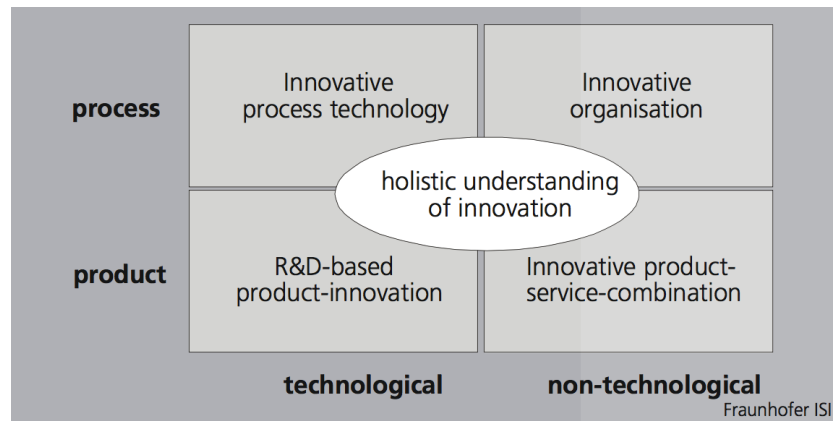 process
Innovative
process technology
Innovative
organisation
holistic understanding
of innovation
product
R&D-based
product-innovation
Innovative product-
service-combination
technological
non-technological
Fraunhofer ISI